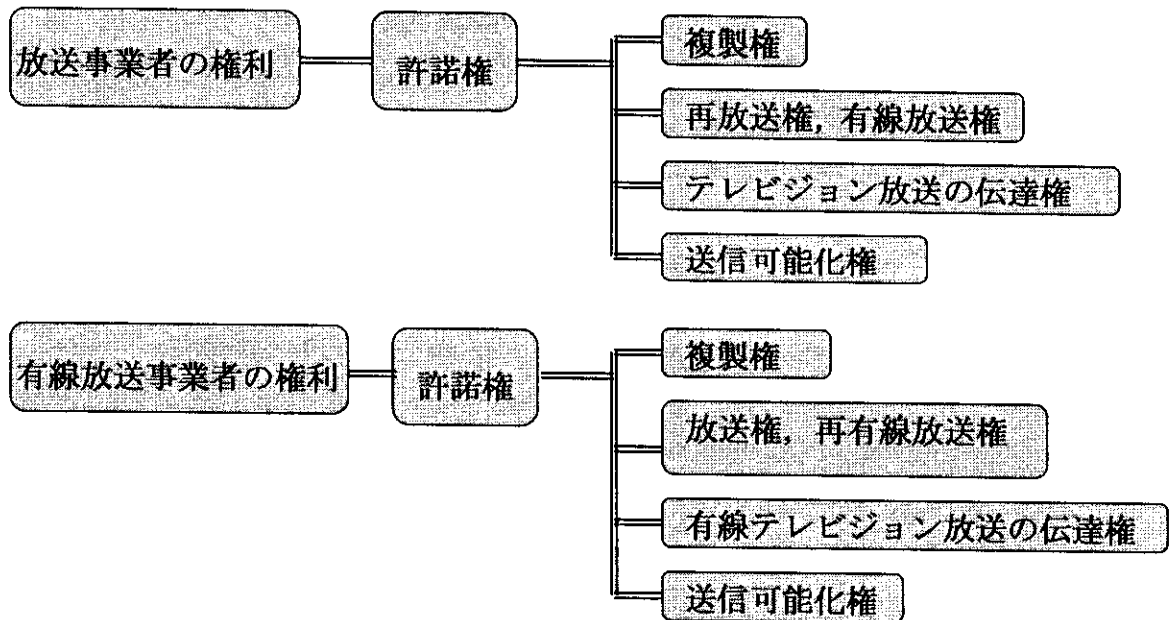 放送事業者の権利
許諾権
複製権
再放送権，有線放送権
テレビジョン放送の伝達権
送信可能化権
有線放送事業者の権利
許諾権
複製権
放送権，再有線放送権
有線テレビジョン放送の伝達権
送信可能化権